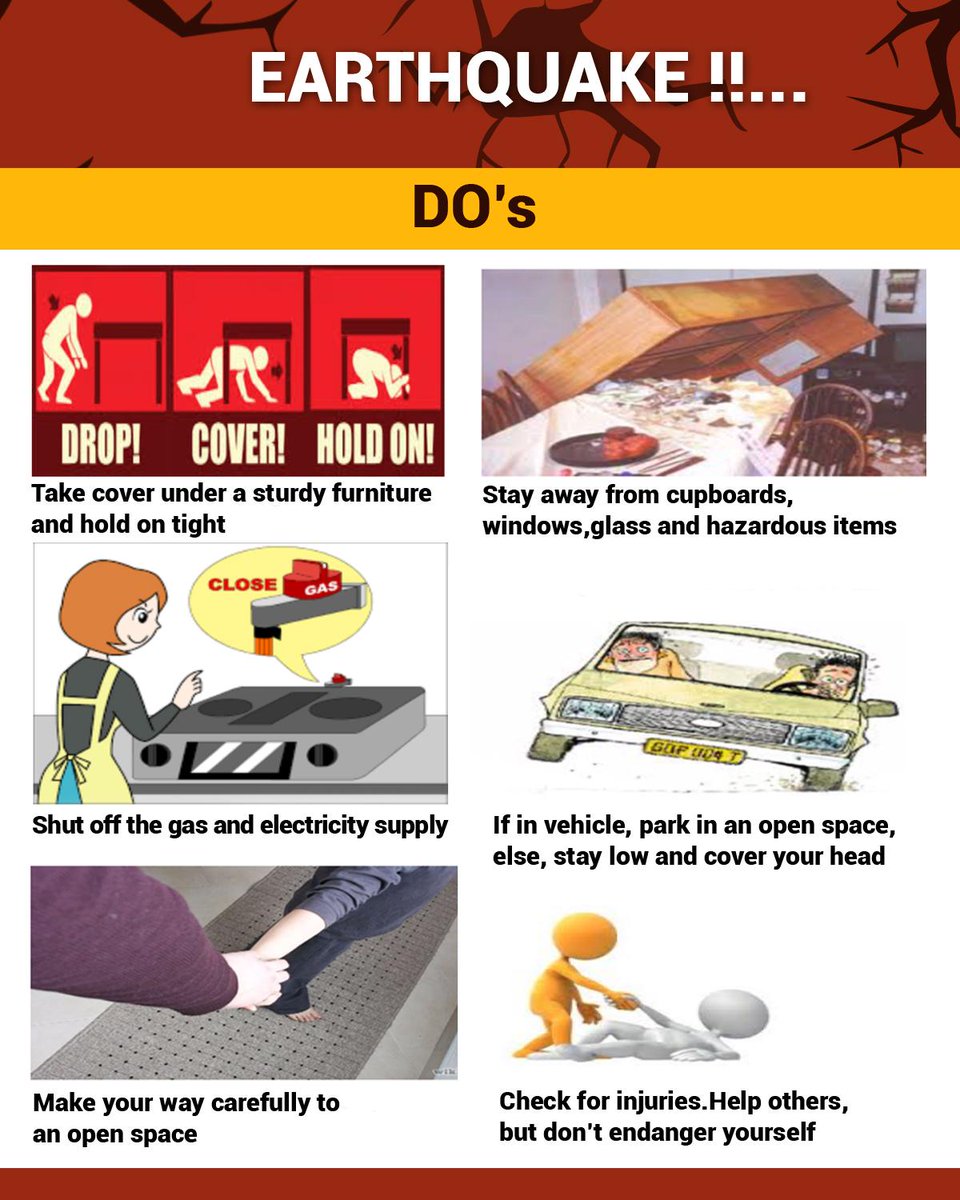 EARTHQUAKE !!...
DO's
DROP! COVER! HOLD ON!
Take cover under a sturdy furniture
and hold on tight
Stay away from cupboards,
windows,glass and hazardous items
CLOSE
GAS
Shut off the gas and electricity supply
If in vehicle, park in an open space,
else, stay low and cover your head
Make your way carefully to
an open space
Check for injuries.Help others,
but don't endanger yourself